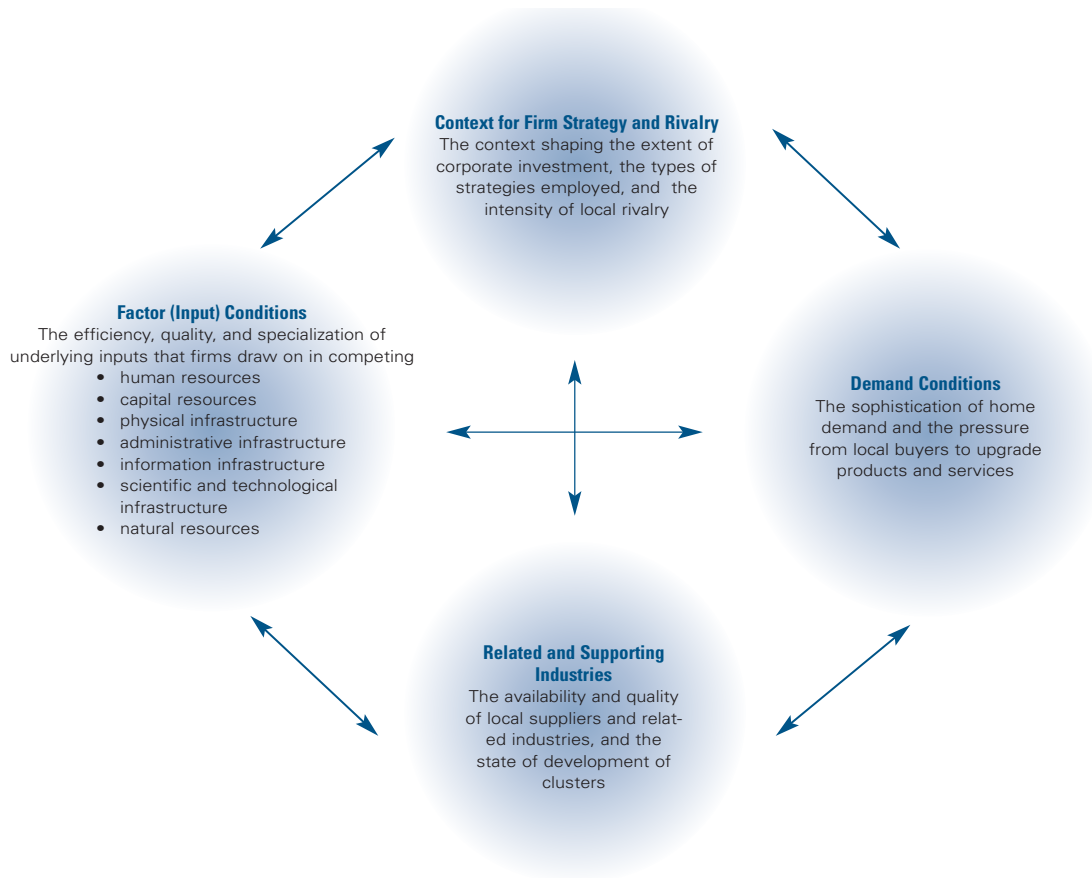 Context for Firm Strategy and Rivalry
The context shaping the extent of
corporate investment, the types of
strategies employed, and the
intensity of local rivalry
Factor (Input) Conditions
The efficiency, quality, and specialization of
underlying inputs that firms draw on in competing
• human resources
• capital resources
• physical infrastructure
• administrative infrastructure
• information infrastructure
• scientific and technological
infrastructure
• natural resources
Demand Conditions
The sophistication of home
demand and the pressure
from local buyers to upgrade
products and services
Related and Supporting
Industries
The availability and quality
of local suppliers and relat-
ed industries, and the
state of development of
clusters